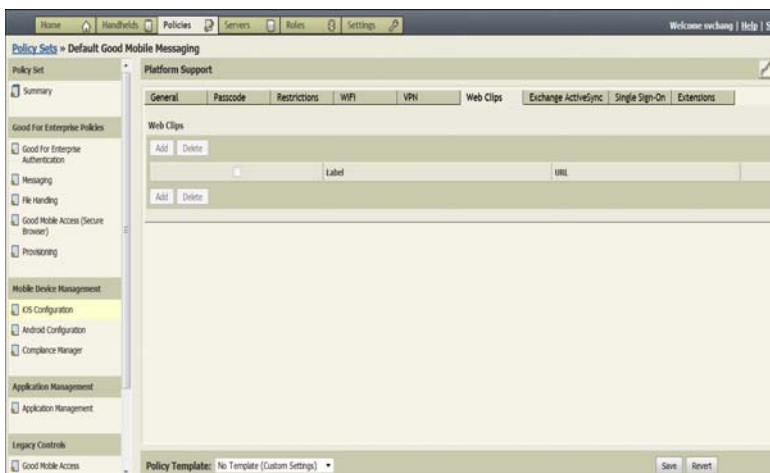 Home Handhelds Policies Servers Roles Settings Welcome svchang | Help | S
Policy Sets » Default Good Mobile Messaging
Policy Set
Summary
Good For Enterprise Policies
Good For Enterprise
Authentication
Messaging
File Handling
Good Mobile Access (Secure
Browser)
Provisioning
Mobile Device Management
iOS Configuration
Android Configuration
Compliance Manager
Application Management
Application Management
Legacy Controls
Good Mobile Access
Platform Support
General Passcode Restrictions WiFi VPN Web Clips Exchange ActiveSync Single Sign-On Extensions
Web Clips
Add Delete
Label URL
Add Delete
Policy Template: No Template (Custom Settings) Save Revert